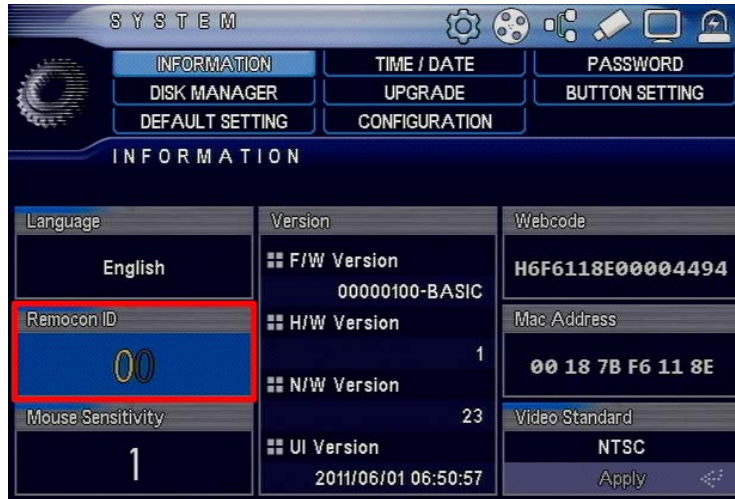 SYSTEM
INFORMATION TIME / DATE PASSWORD
DISK MANAGER UPGRADE BUTTON SETTING
DEFAULT SETTING CONFIGURATION
INFORMATION
Language
English
Remocon ID
00
Mouse Sensitivity
1
Version
F/W Version
00000100-BASIC
H/W Version
1
N/W Version
23
UI Version
2011/06/01 06:50:57
Webcode
H6F6118E00004494
Mac Address
00 18 7B F6 11 8E
Video Standard
NTSC
Apply